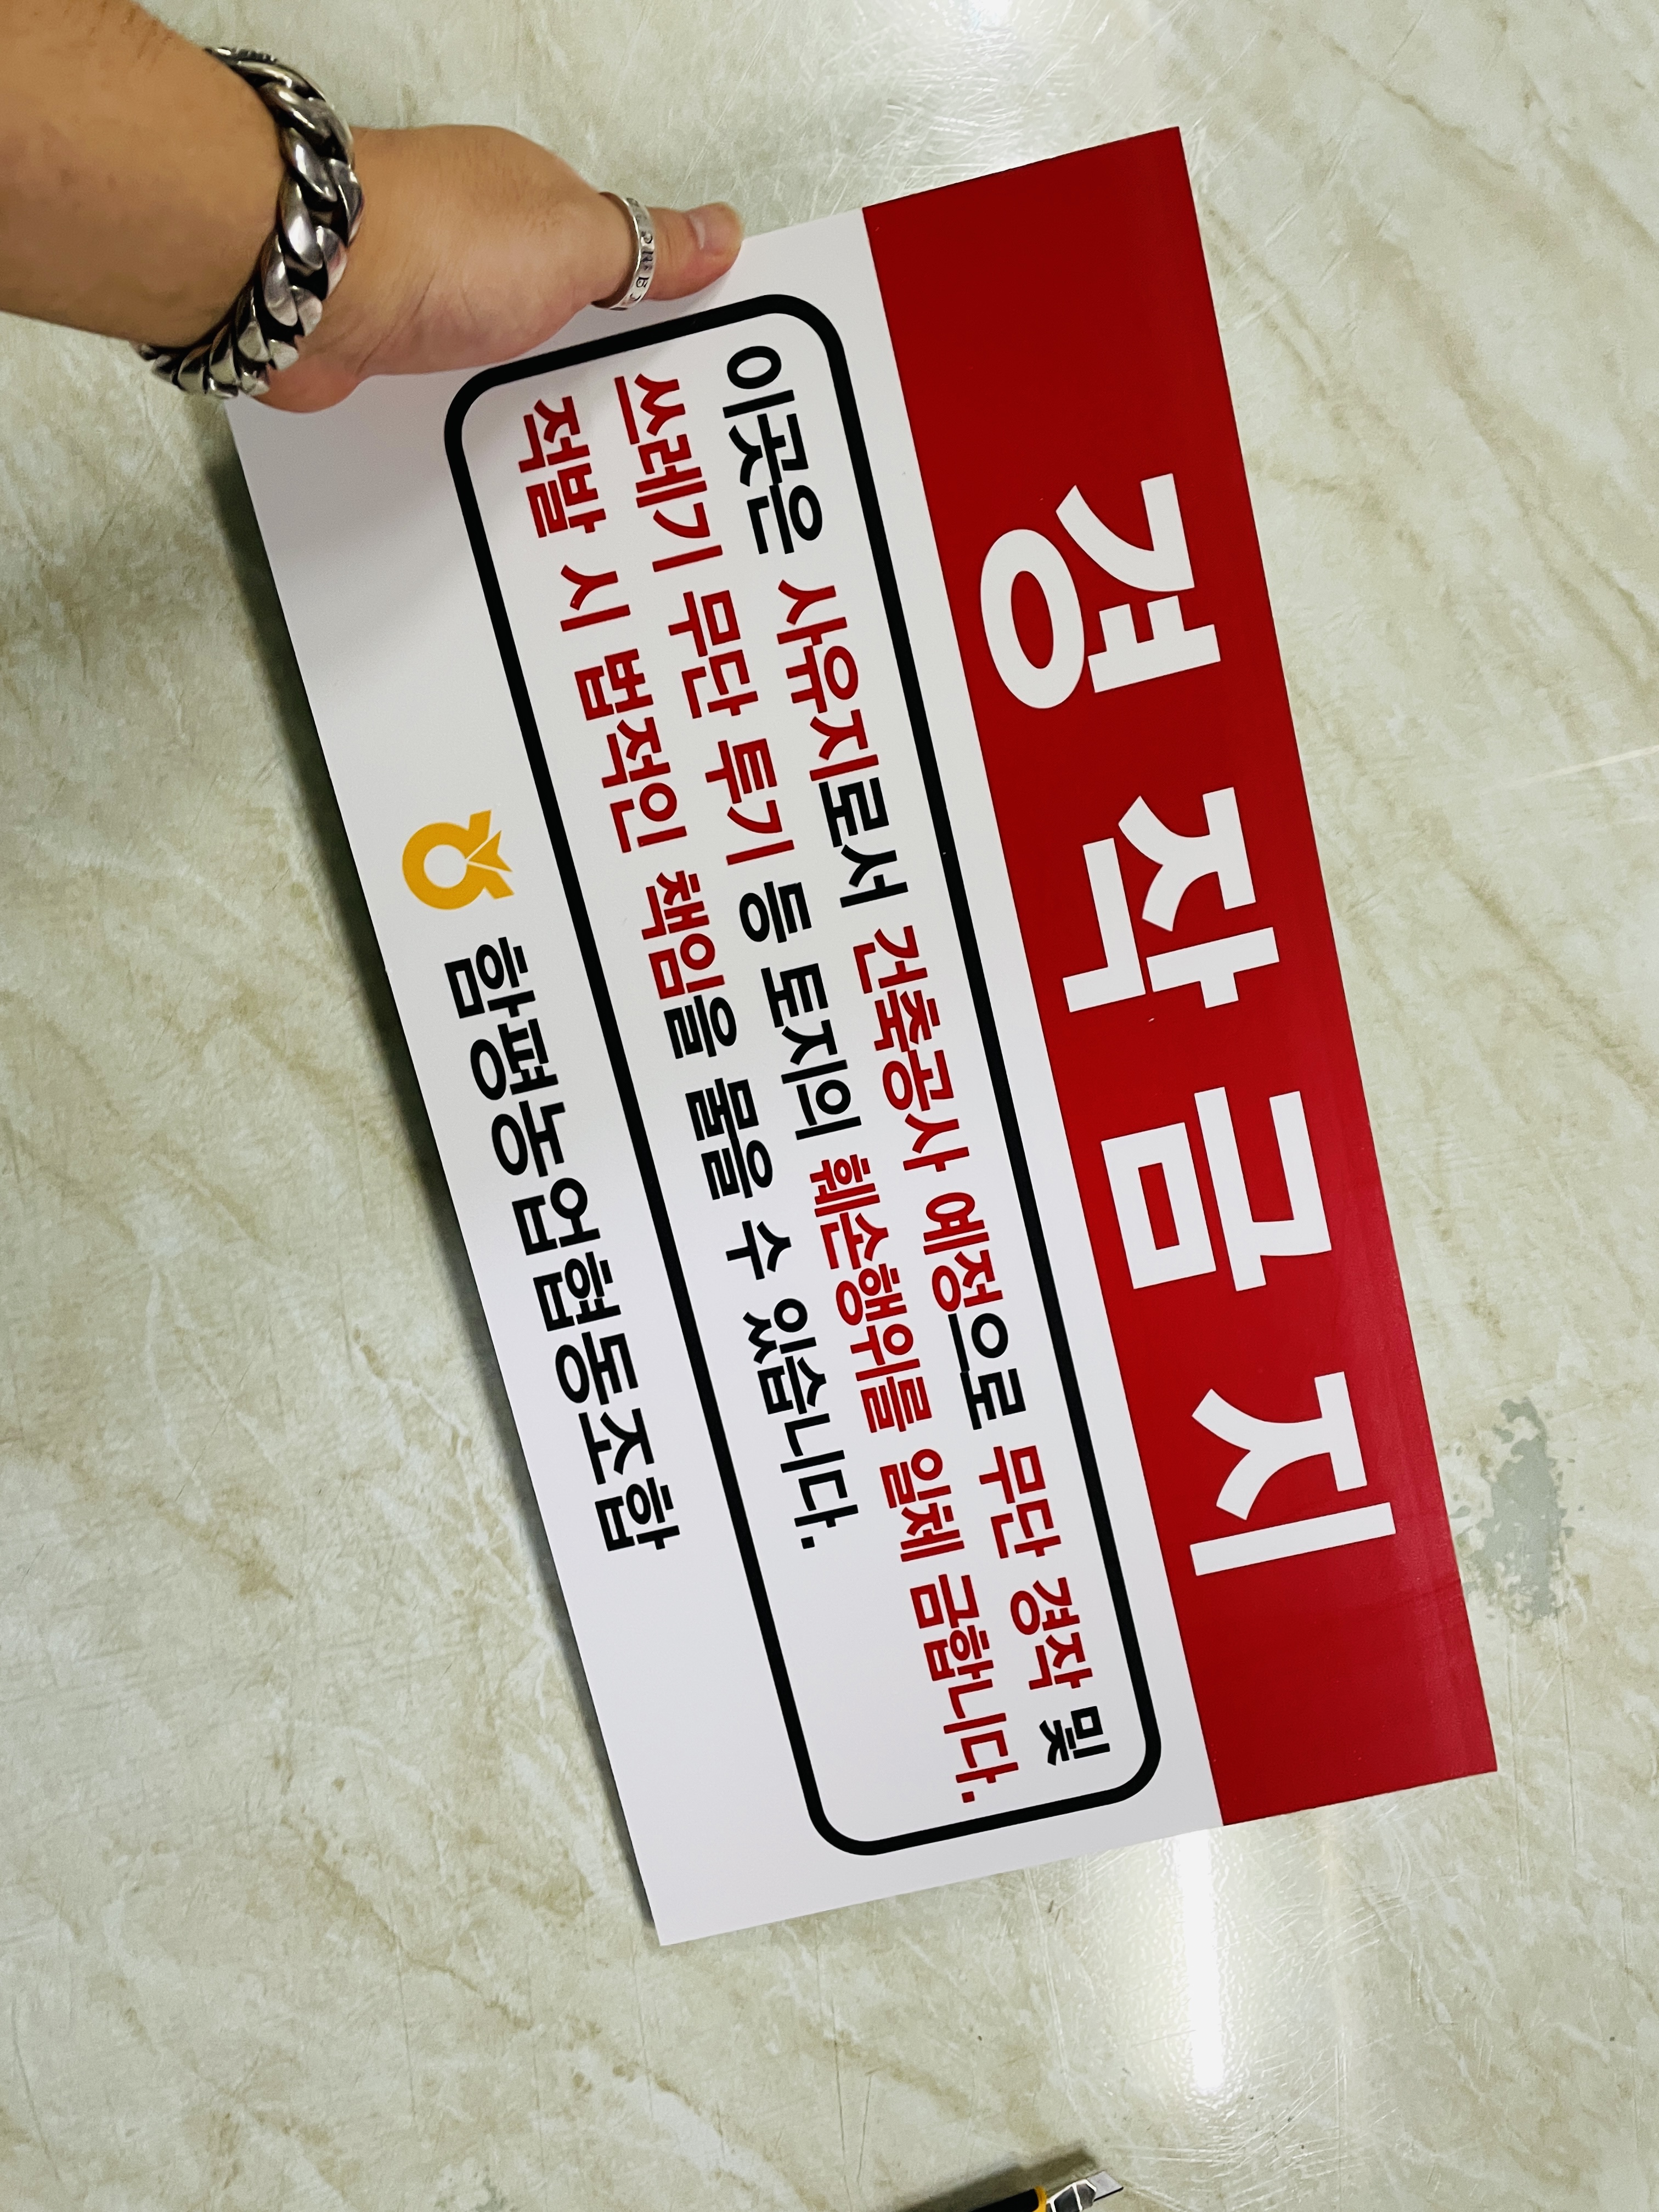 경 작 금 지
이곳은 사유지로서 건축공사 예정으로 무단 경작 및
쓰레기 무단 투기 등 토지의 훼손행위를 일체 금합니다.
적발 시 법적인 책임을 물을 수 있습니다.
함평농업협동조합